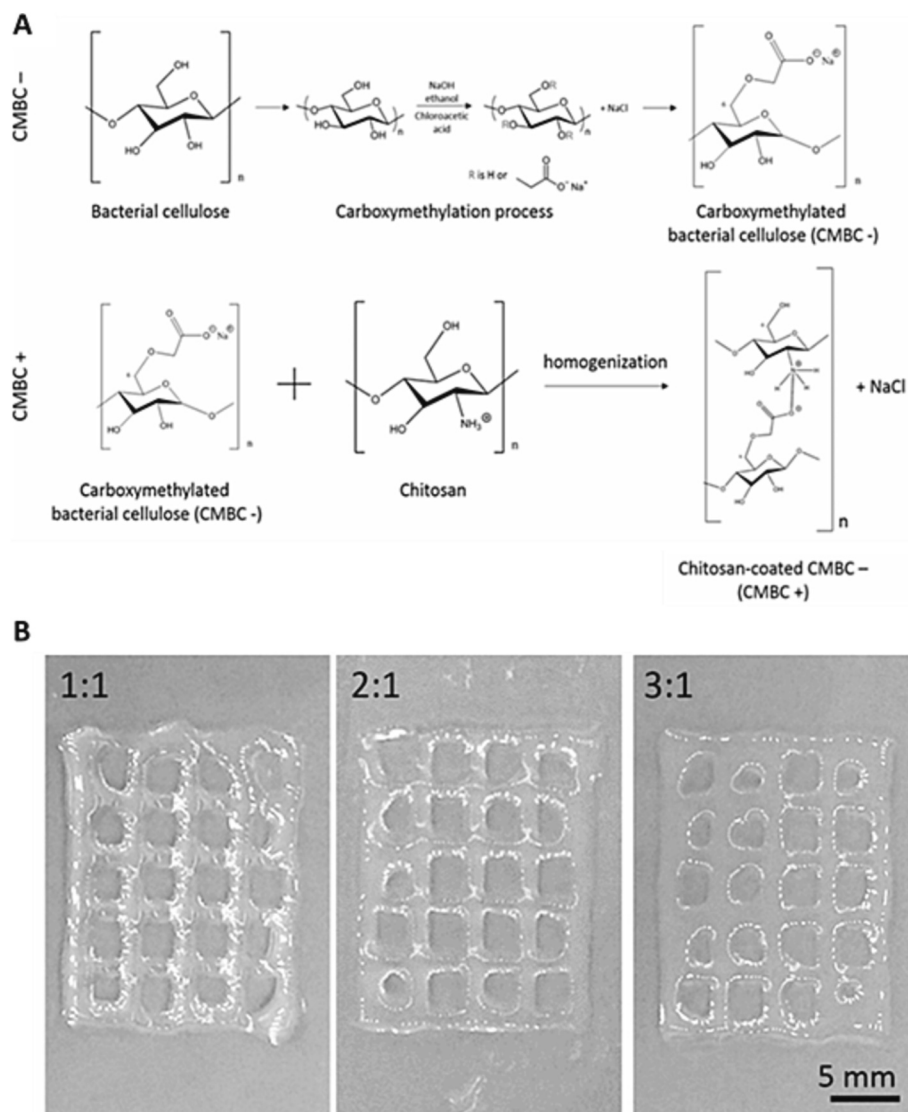 A
CMBC –
Bacterial cellulose
NaOH
ethanol
Chloroacetic
acid
+ NaCl
R is H or
Carboxymethylation process
Carboxymethylated
bacterial cellulose (CMBC -)
CMBC +
Carboxymethylated
bacterial cellulose (CMBC -)
+
Chitosan
homogenization
+ NaCl
Chitosan-coated CMBC –
(CMBC +)
B
1:1
2:1
3:1
5 mm